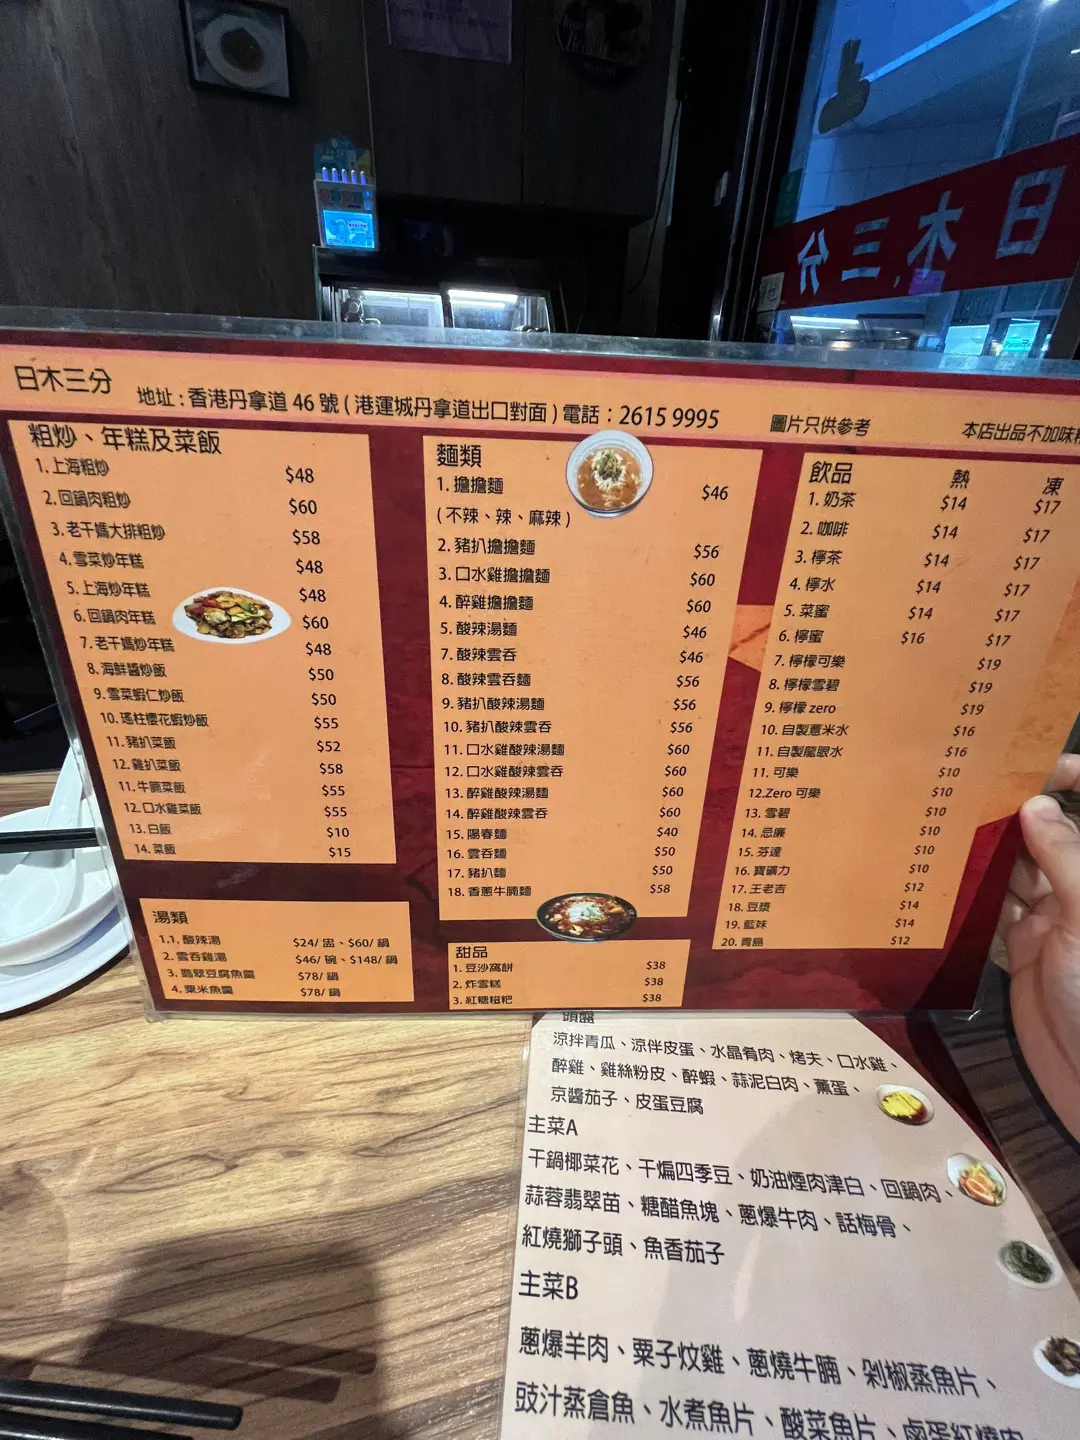 日木三分
日木三分
地址 : 香港丹拿道 46 號 ( 港運城丹拿道出口對面 ) 電話 : 2615 9995
圖片只供參考
本店出品不加味
粗炒、年糕及菜飯
1. 上海粗炒 $48
2. 回鍋肉粗炒 $60
3. 老干媽大排粗炒 $58
4. 雪菜炒年糕 $48
5. 上海炒年糕 $48
6. 回鍋肉年糕 $60
7. 老干媽炒年糕 $48
8. 海鮮醬炒飯 $50
9. 雪菜蝦仁炒飯 $50
10. 瑤柱櫻花蝦炒飯 $55
11. 豬扒菜飯 $52
12. 雞扒菜飯 $58
11. 牛腩菜飯 $55
12. 口水雞菜飯 $55
13. 白飯 $10
14. 菜飯 $15
湯類
1.1. 酸辣湯 $24/ 盅、$60/ 鍋
2. 雲吞雞湯 $46/ 碗、$148/ 鍋
3. 翡翠豆腐魚羹 $78/ 鍋
4. 粟米魚羹 $78/ 鍋
麵類
1. 擔擔麵 $46
( 不辣、辣、麻辣 )
2. 豬扒擔擔麵 $56
3. 口水雞擔擔麵 $60
4. 醉雞擔擔麵 $60
5. 酸辣湯麵 $46
7. 酸辣雲吞 $46
8. 酸辣雲吞麵 $56
9. 豬扒酸辣湯麵 $56
10. 豬扒酸辣雲吞 $56
11. 口水雞酸辣湯麵 $60
12. 口水雞酸辣雲吞 $60
13. 醉雞酸辣湯麵 $60
14. 醉雞酸辣雲吞 $60
15. 陽春麵 $40
16. 雲吞麵 $50
17. 豬扒麵 $50
18. 香蔥牛腩麵 $58
甜品
1. 豆沙窩餅 $38
2. 炸雪糕 $38
3. 紅糖糍粑 $38
飲品 熱 凍
1. 奶茶 $14 $17
2. 咖啡 $14 $17
3. 檸茶 $14 $17
4. 檸水 $14 $17
5. 菜蜜 $14 $17
6. 檸蜜 $16 $17
7. 檸檬可樂 $19
8. 檸檬雪碧 $19
9. 檸檬 zero $19
10. 自製薏米水 $16
11. 自製龍眼水 $16
11. 可樂 $10
12.Zero 可樂 $10
13. 雪碧 $10
14. 忌廉 $10
15. 芬達 $10
16. 寶礦力 $10
17. 王老吉 $12
18. 豆漿 $14
19. 藍妹 $14
20. 青島 $12
頭盤
涼拌青瓜、涼伴皮蛋、水晶肴肉、烤夫、口水雞、
醉雞、雞絲粉皮、醉蝦、蒜泥白肉、薰蛋、
京醬茄子、皮蛋豆腐
主菜A
干鍋椰菜花、干煸四季豆、奶油煙肉津白、回鍋肉、
蒜蓉翡翠苗、糖醋魚塊、蔥爆牛肉、話梅骨、
紅燒獅子頭、魚香茄子
主菜B
蔥爆羊肉、粟子炆雞、蔥燒牛腩、剁椒蒸魚片、
豉汁蒸倉魚、水煮魚片、酸菜魚片、鹵蛋紅燒肉